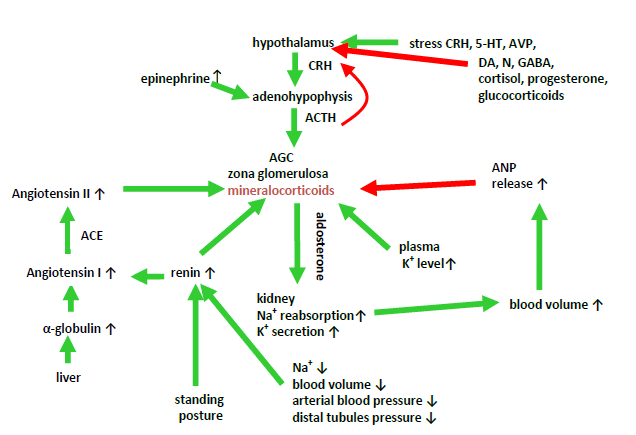 hypothalamus
stress CRH, 5-HT, AVP,
CRH
DA, N, GABA,
cortisol, progesterone,
glucocorticoids
epinephrine ↑
adenohypophysis
ACTH
AGC
zona glomerulosa
mineralocorticoids
ANP
release ↑
Angiotensin II ↑
aldosterone
ACE
plasma
K⁺ level↑
Angiotensin I ↑
renin ↑
kidney
Na⁺ reabsorption↑
K⁺ secretion ↑
blood volume ↑
α-globulin ↑
liver
standing
posture
Na⁺ ↓
blood volume ↓
arterial blood pressure ↓
distal tubules pressure ↓